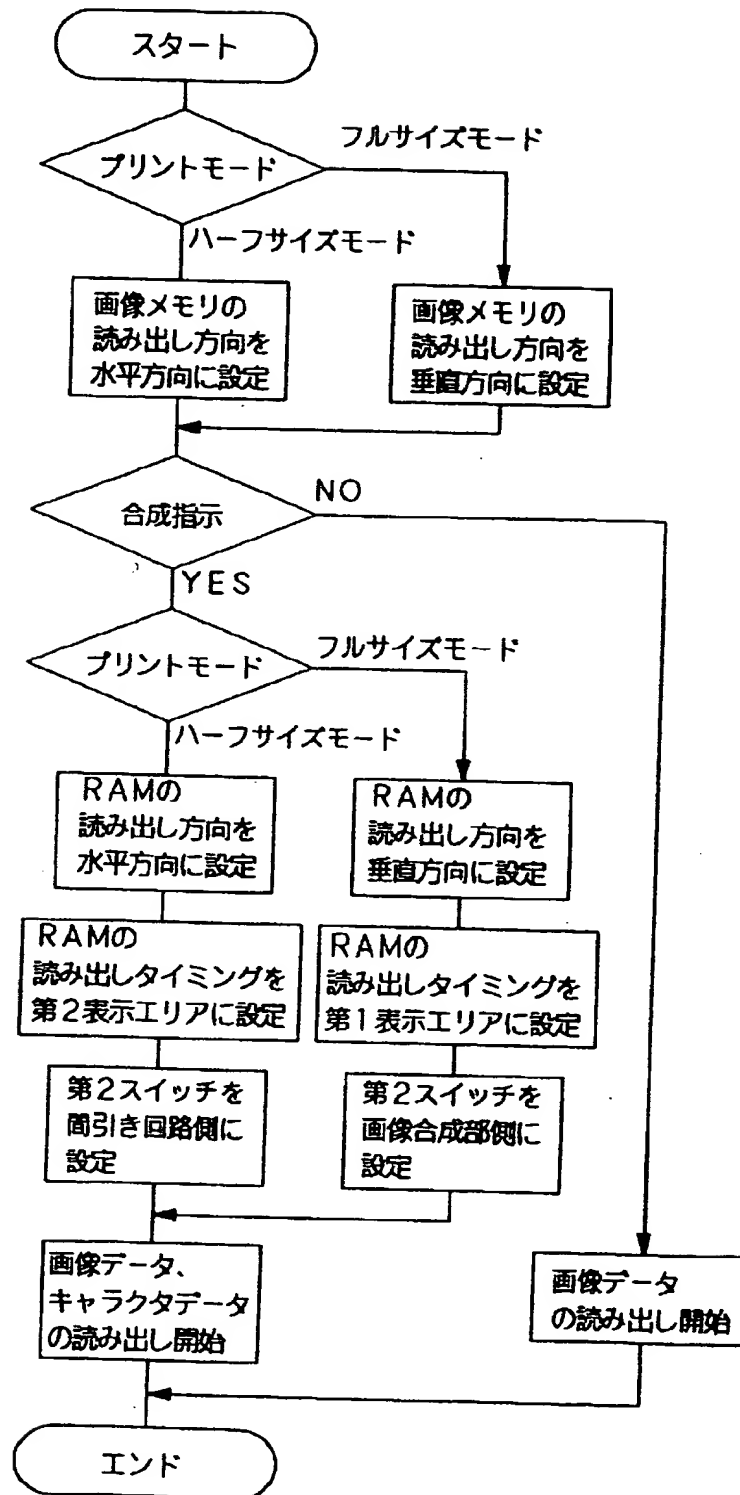 スタート
フルサイズモード
プリントモード
ハーフサイズモード
画像メモリの
読み出し方向を
水平方向に設定
画像メモリの
読み出し方向を
垂直方向に設定
NO
合成指示
YES
フルサイズモード
プリントモード
ハーフサイズモード
RAMの
読み出し方向を
水平方向に設定
RAMの
読み出し方向を
垂直方向に設定
RAMの
読み出しタイミングを
第2表示エリアに設定
RAMの
読み出しタイミングを
第1表示エリアに設定
第2スイッチを
間引き回路側に
設定
第2スイッチを
画像合成部側に
設定
画像データ、
キャラクタデータ
の読み出し開始
画像データ
の読み出し開始
エンド